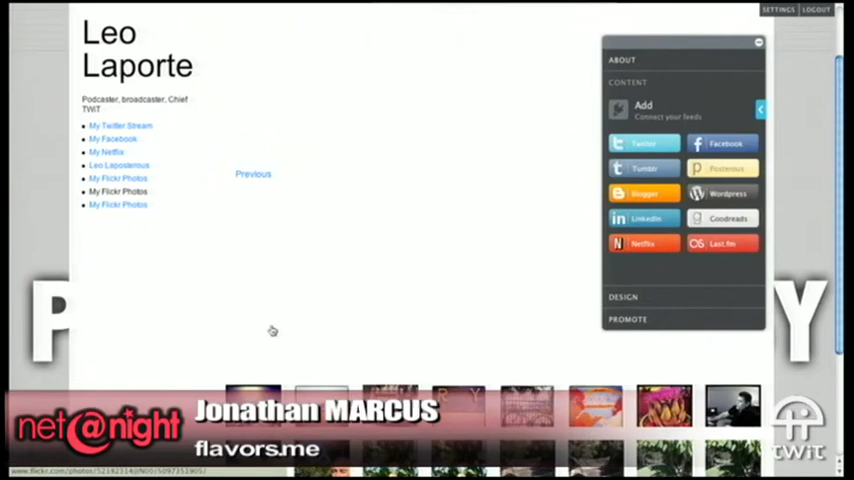 SETTINGS LOGOUT
Leo
Laporte
Podcaster, broadcaster, Chief
TWiT
My Twitter Stream
My Facebook
My Netflix
Leo Laposterous
My Flickr Photos
My Flickr Photos
My Flickr Photos
Previous
ABOUT
CONTENT
Add
Connect your feeds
Twitter Facebook
Tumblr Posterous
Blogger Wordpress
LinkedIn Goodreads
Netflix Last.fm
DESIGN
PROMOTE
P
Y
R Y
net@night
Jonathan MARCUS
flavors.me
TWiT